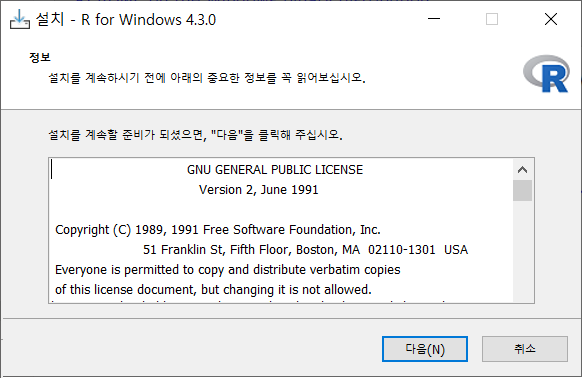 설치 - R for Windows 4.3.0
정보
설치를 계속하시기 전에 아래의 중요한 정보를 꼭 읽어보십시오.
R
설치를 계속할 준비가 되셨으면, "다음"을 클릭해 주십시오.
GNU GENERAL PUBLIC LICENSE
Version 2, June 1991
Copyright (C) 1989, 1991 Free Software Foundation, Inc.
51 Franklin St, Fifth Floor, Boston, MA  02110-1301  USA
Everyone is permitted to copy and distribute verbatim copies
of this license document, but changing it is not allowed.
다음(N)
취소